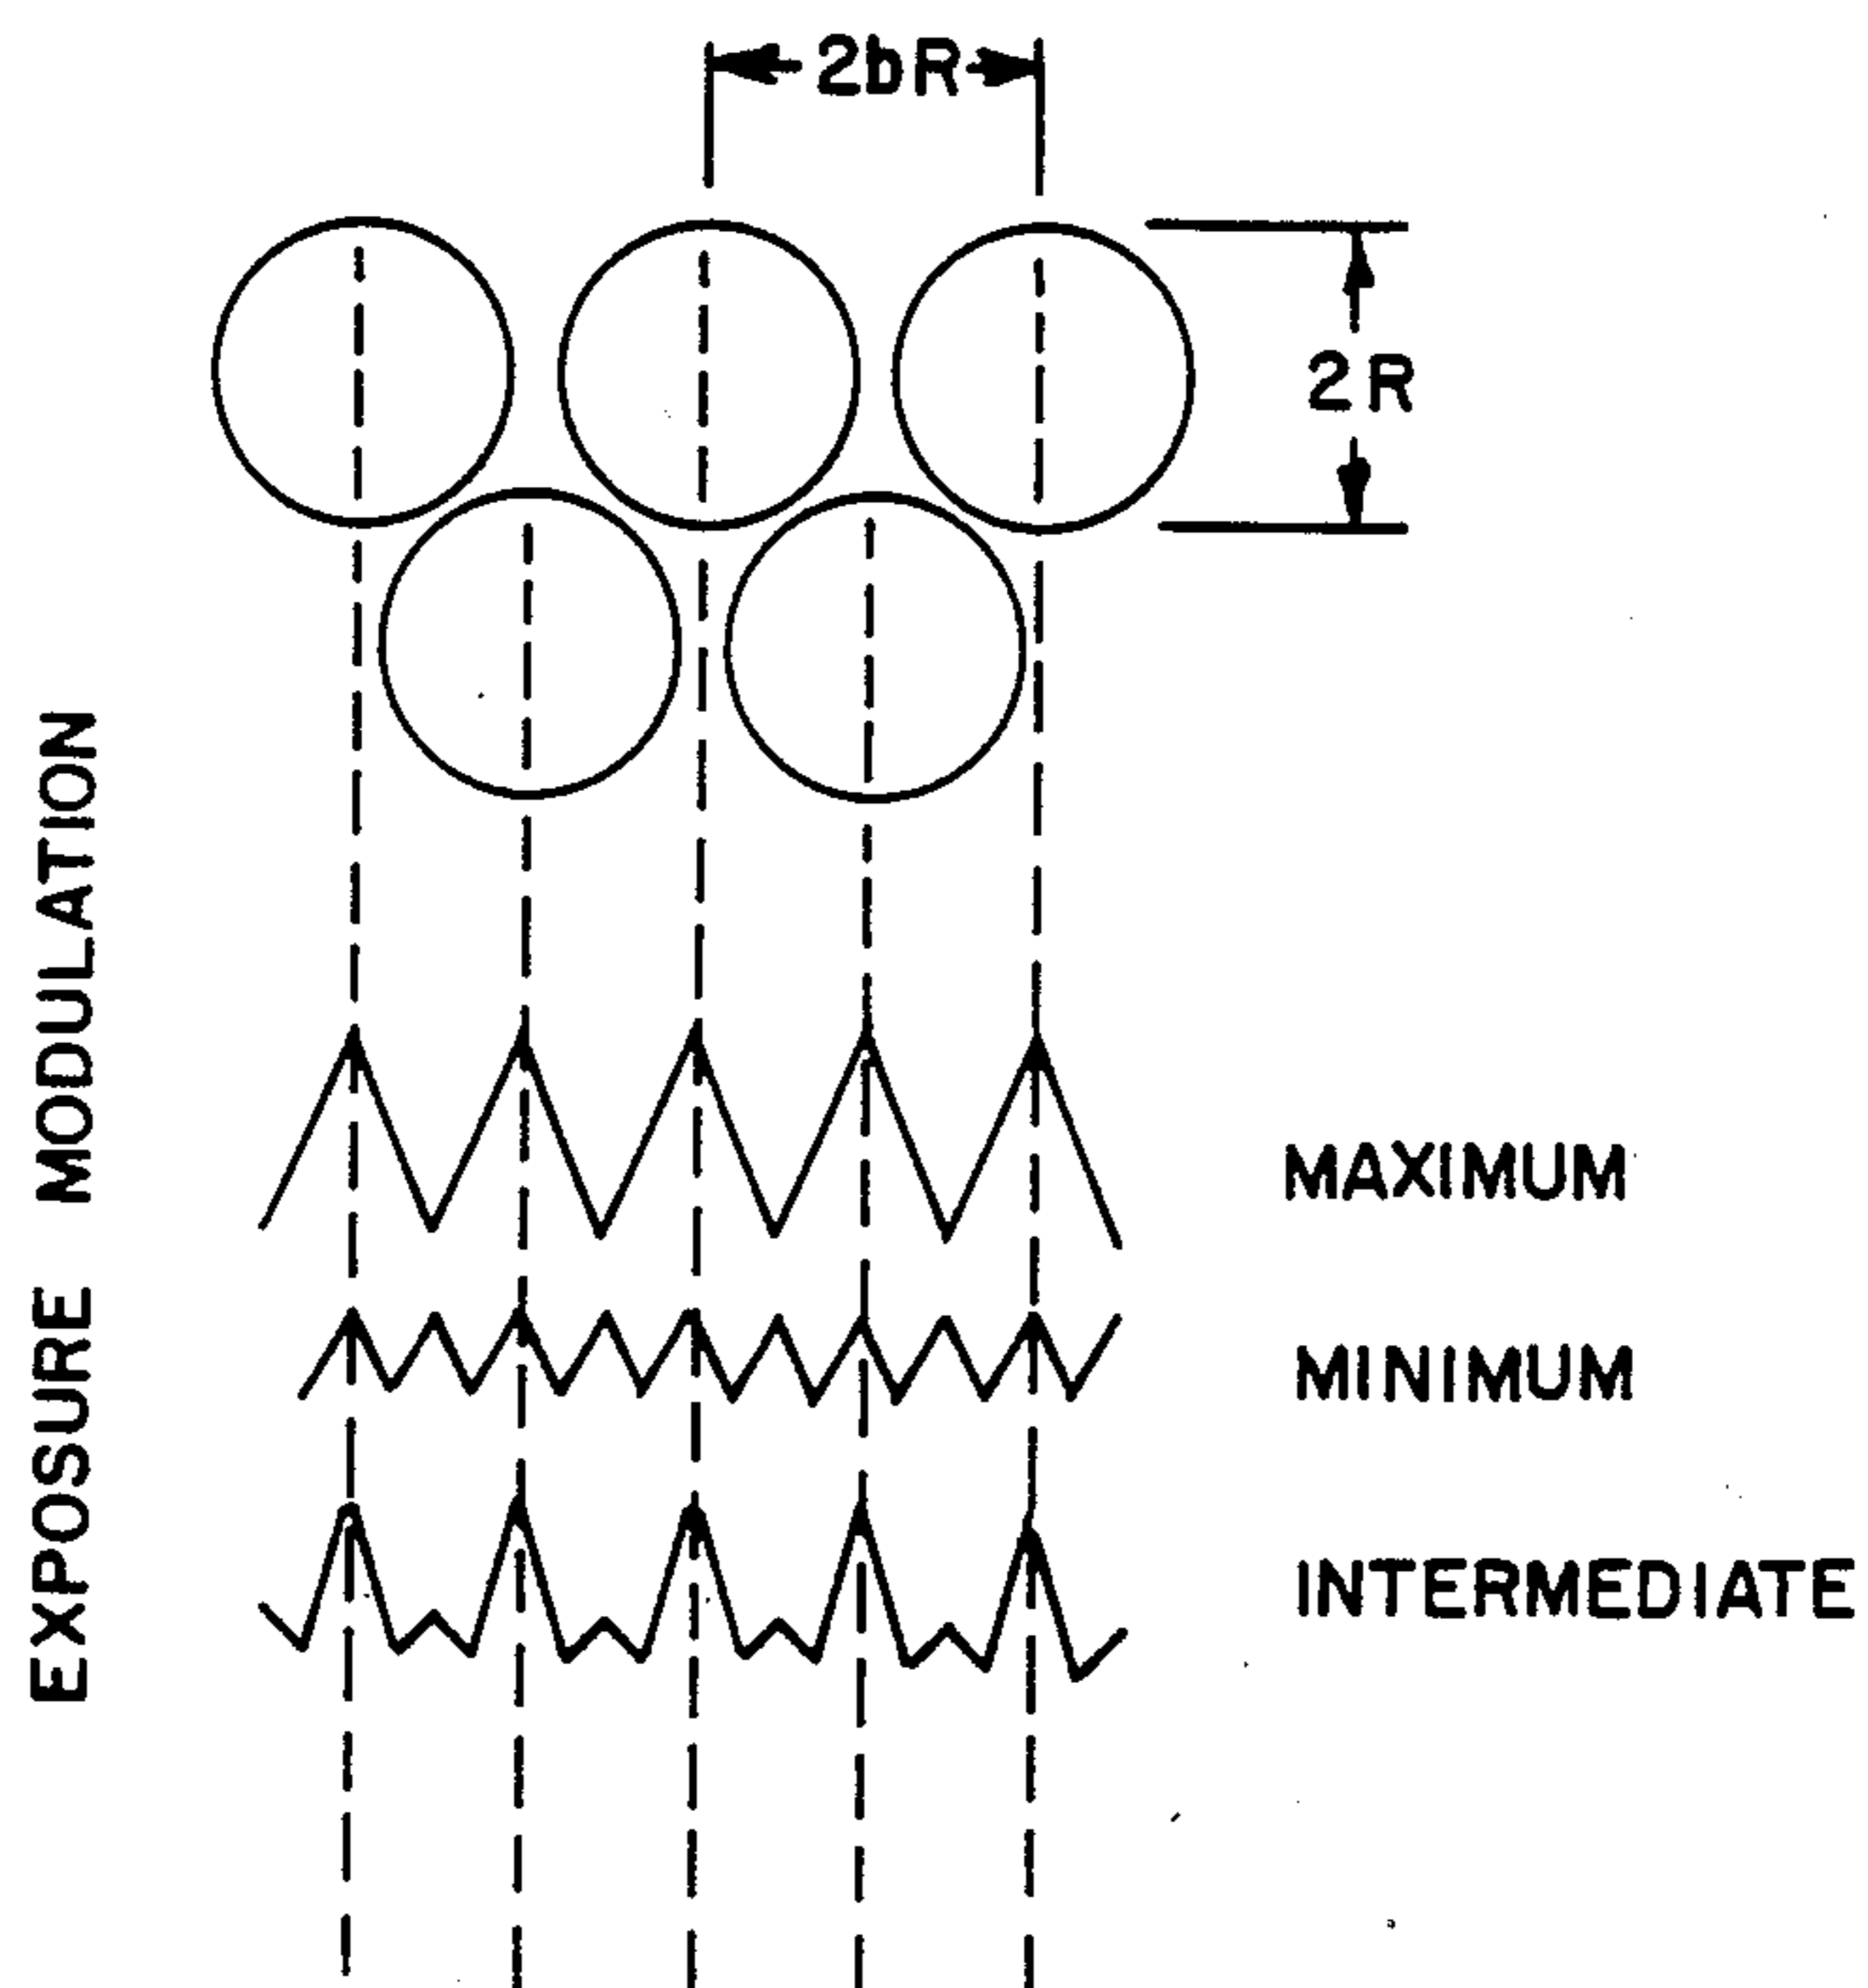 2bR
2R
EXPOSURE MODULATION
MAXIMUM
MINIMUM
INTERMEDIATE